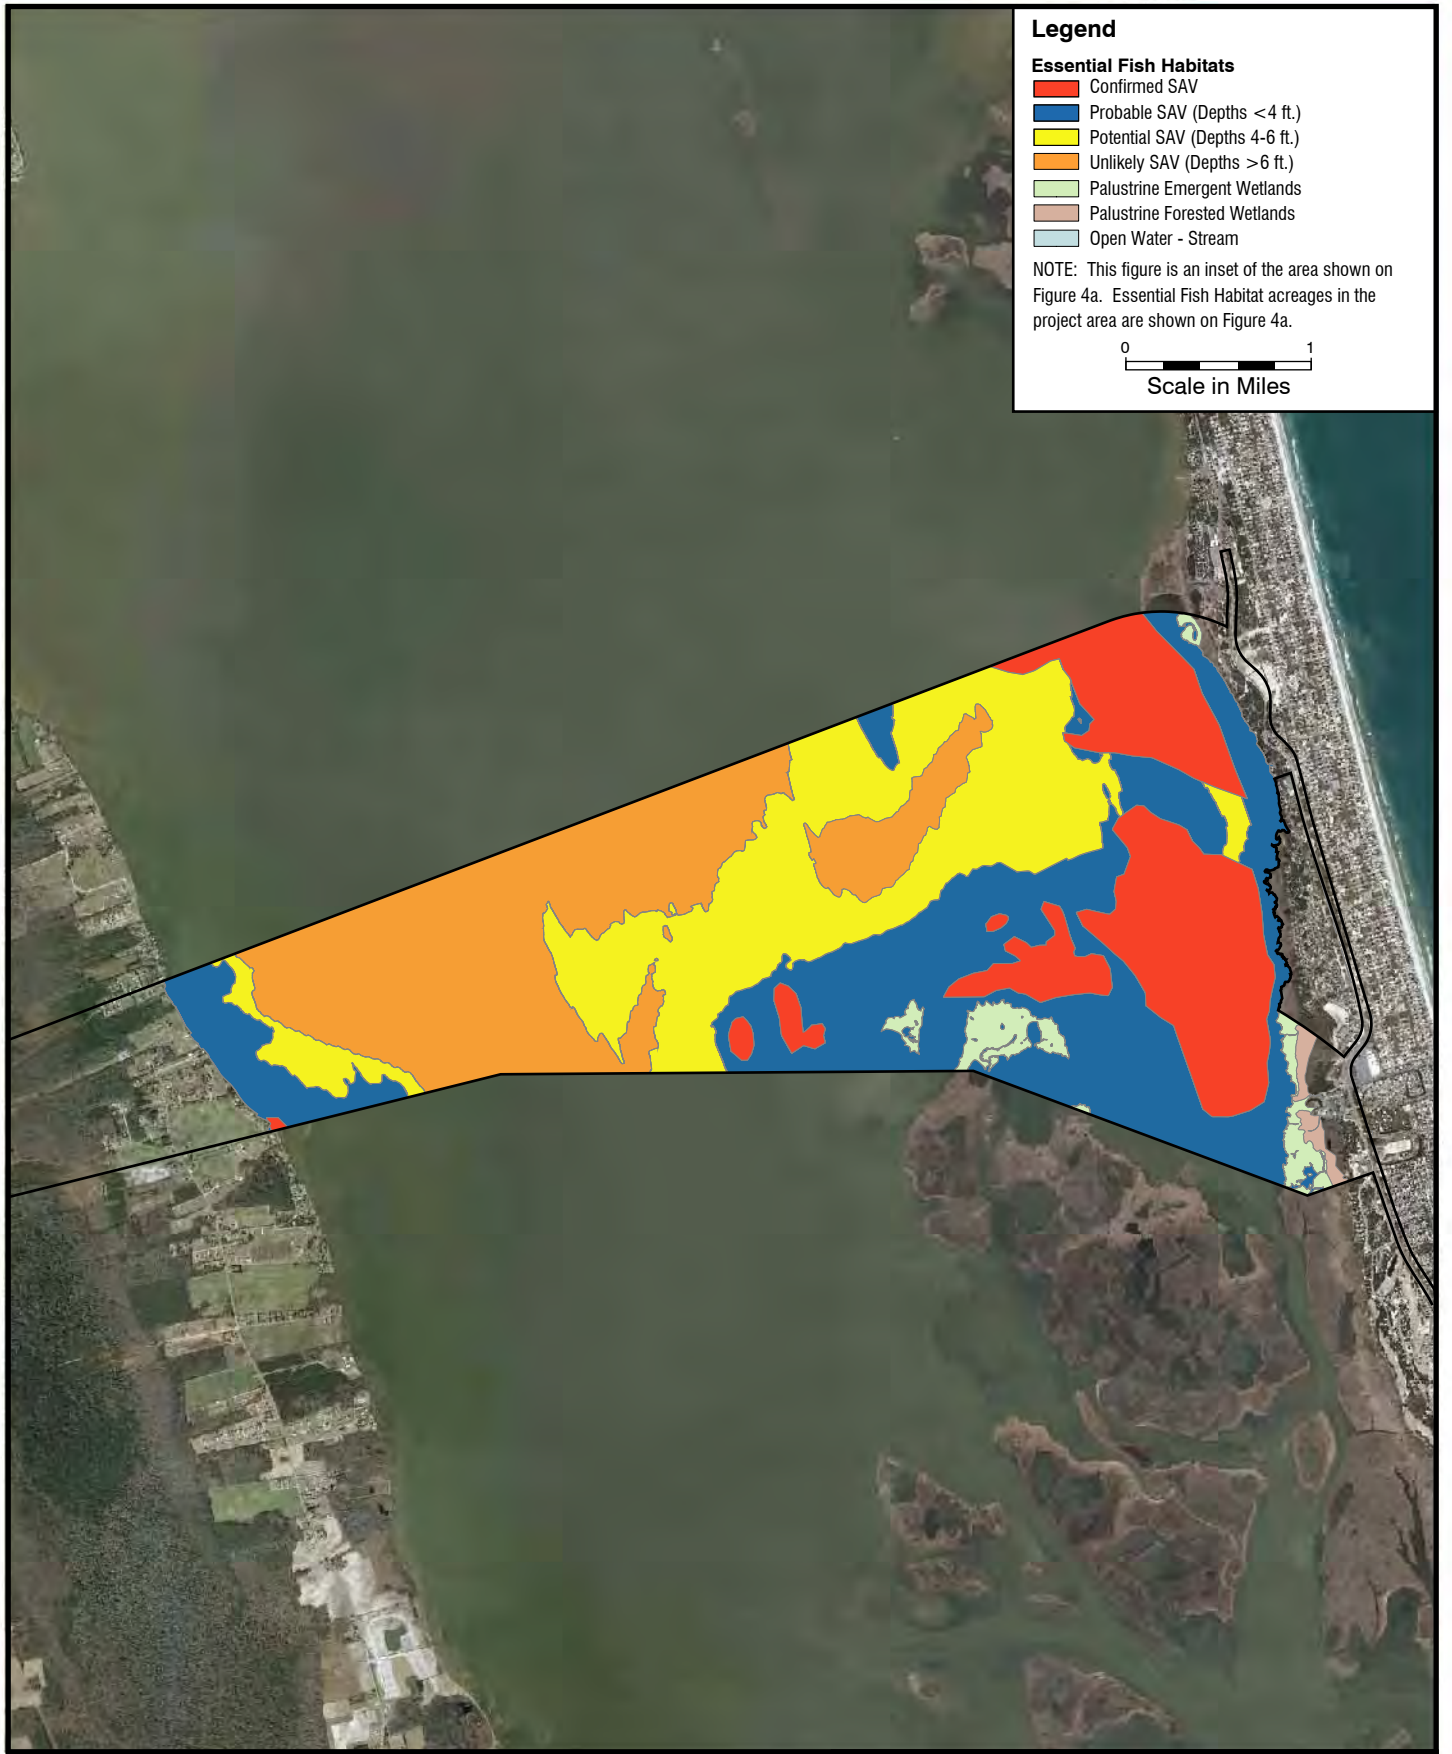 Legend
Essential Fish Habitats
Confirmed SAV
Probable SAV (Depths <4 ft.)
Potential SAV (Depths 4-6 ft.)
Unlikely SAV (Depths >6 ft.)
Palustrine Emergent Wetlands
Palustrine Forested Wetlands
Open Water - Stream
NOTE: This figure is an inset of the area shown on
Figure 4a. Essential Fish Habitat acreages in the
project area are shown on Figure 4a.
0 1
Scale in Miles